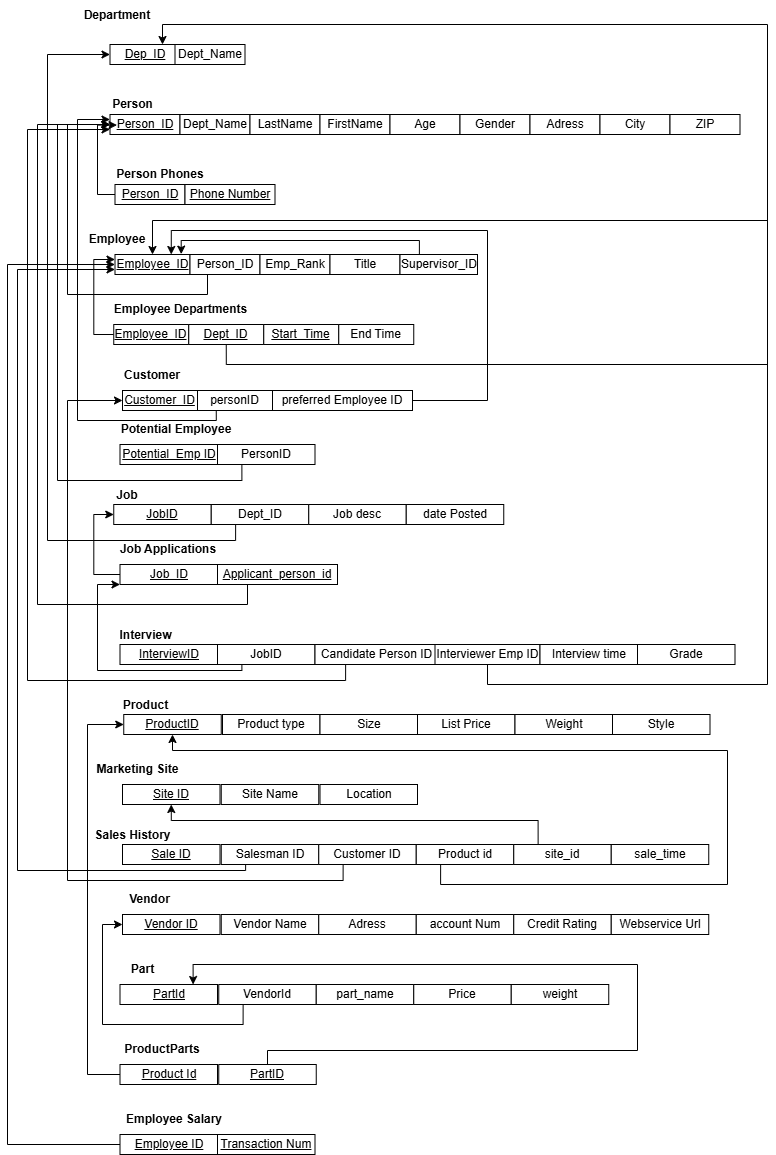 Department
Dep_ID Dept_Name
Person
Person_ID Dept_Name LastName FirstName Age Gender Adress City ZIP
Person Phones
Person_ID Phone Number
Employee
Employee_ID Person_ID Emp_Rank Title Supervisor_ID
Employee Departments
Employee_ID Dept_ID Start_Time End Time
Customer
Customer_ID personID preferred Employee ID
Potential Employee
Potential_Emp ID PersonID
Job
JobID Dept_ID Job desc date Posted
Job Applications
Job_ID Applicant_person_id
Interview
InterviewID JobID Candidate Person ID Interviewer Emp ID Interview time Grade
Product
ProductID Product type Size List Price Weight Style
Marketing Site
Site ID Site Name Location
Sales History
Sale ID Salesman ID Customer ID Product id site_id sale_time
Vendor
Vendor ID Vendor Name Adress account Num Credit Rating Webservice Url
Part
PartId VendorId part_name Price weight
ProductParts
Product Id PartID
Employee Salary
Employee ID Transaction Num